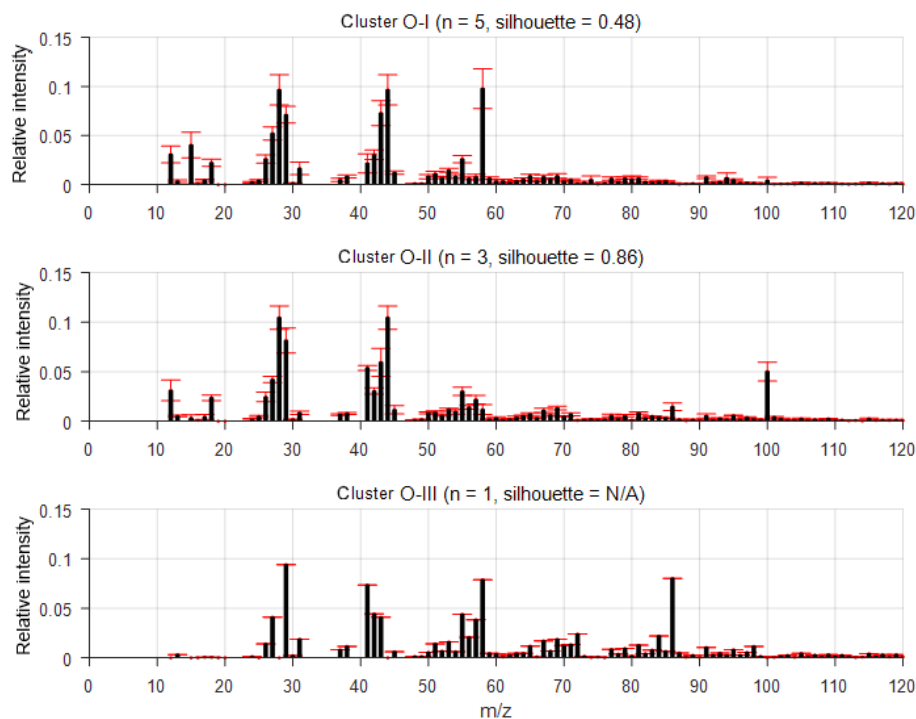 Cluster O-I (n = 5, silhouette = 0.48)
0.15
0.1
0.05
0
Relative intensity
0 10 20 30 40 50 60 70 80 90 100 110 120
Cluster O-II (n = 3, silhouette = 0.86)
0.15
0.1
0.05
0
Relative intensity
0 10 20 30 40 50 60 70 80 90 100 110 120
Cluster O-III (n = 1, silhouette = N/A)
0.15
0.1
0.05
0
Relative intensity
0 10 20 30 40 50 60 70 80 90 100 110 120
m/z